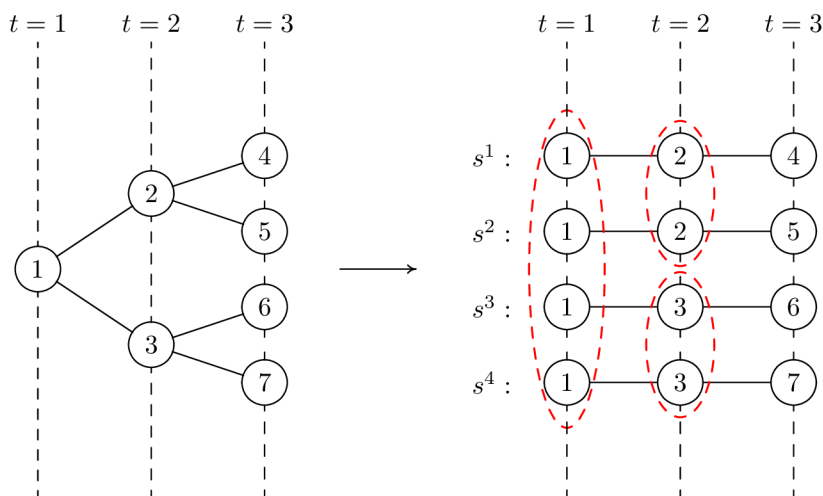 t = 1 t = 2 t = 3 t = 1 t = 2 t = 3
4 s¹ : 1 2 4
2
5 s² : 1 2 5
1
6 s³ : 1 3 6
3
7 s⁴ : 1 3 7